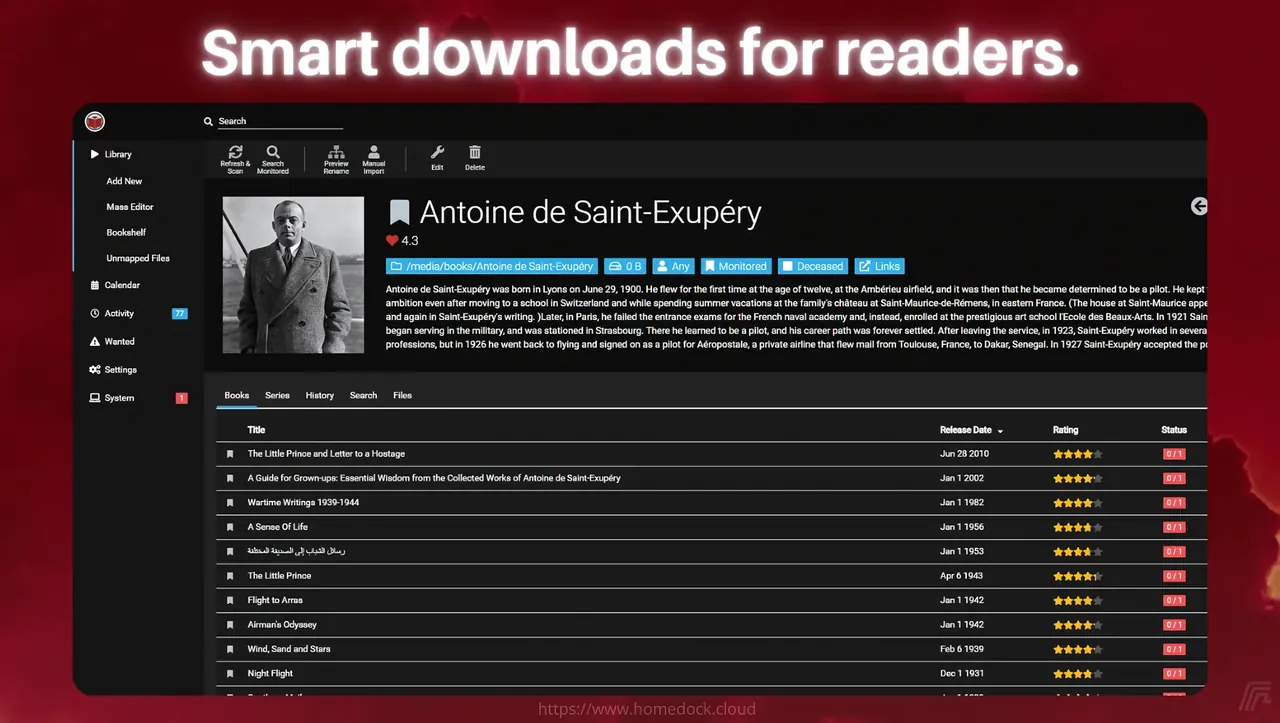 Smart downloads for readers.
Search
Library
Add New
Mass Editor
Bookshelf
Unmapped Files
Calendar
Activity 77
Wanted
Settings
System 1
Refresh & Scan
Search Monitored
Preview Rename
Manual Import
Edit
Delete
Antoine de Saint-Exupéry
4.3
/media/books/Antoine de Saint-Exupéry 0 B Any Monitored Deceased Links
Antoine de Saint-Exupéry was born in Lyons on June 29, 1900. He flew for the first time at the age of twelve, at the Ambérieu airfield, and it was then that he became determined to be a pilot. He kept
ambition even after moving to a school in Switzerland and while spending summer vacations at the family's château at Saint-Maurice-de-Rémens, in eastern France. (The house at Saint-Maurice appe
and again in Saint-Exupéry's writing. )Later, in Paris, he failed the entrance exams for the French naval academy and, instead, enrolled at the prestigious art school l'Ecole des Beaux-Arts. In 1921 Sain
began serving in the military, and was stationed in Strasbourg. There he learned to be a pilot, and his career path was forever settled. After leaving the service, in 1923, Saint-Exupéry worked in severa
professions, but in 1926 he went back to flying and signed on as a pilot for Aéropostale, a private airline that flew mail from Toulouse, France, to Dakar, Senegal. In 1927 Saint-Exupéry accepted the po
Books Series History Search Files
Title Release Date Rating Status
The Little Prince and Letter to a Hostage Jun 28 2010 0 / 1
A Guide for Grown-ups: Essential Wisdom from the Collected Works of Antoine de Saint-Exupéry Jan 1 2002 0 / 1
Wartime Writings 1939-1944 Jan 1 1982 0 / 1
A Sense Of Life Jan 1 1956 0 / 1
رسائل الشباب إلى الصديقة المختلقة Jan 1 1953 0 / 1
The Little Prince Apr 6 1943 0 / 1
Flight to Arras Jan 1 1942 0 / 1
Airman's Odyssey Jan 1 1942 0 / 1
Wind, Sand and Stars Feb 6 1939 0 / 1
Night Flight Dec 1 1931 0 / 1
https://www.homedock.cloud